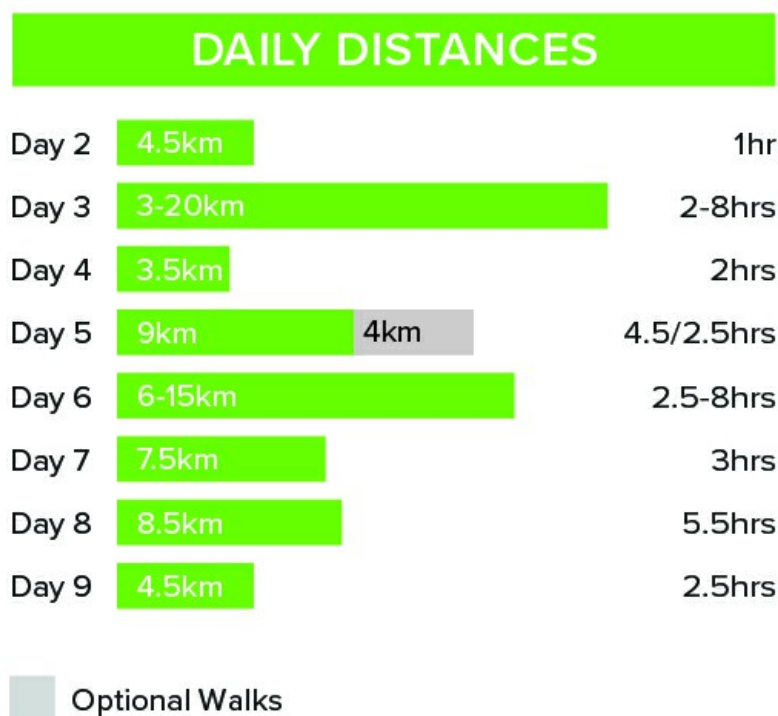 DAILY DISTANCES
Day 2 4.5km 1hr
Day 3 3-20km 2-8hrs
Day 4 3.5km 2hrs
Day 5 9km 4km 4.5/2.5hrs
Day 6 6-15km 2.5-8hrs
Day 7 7.5km 3hrs
Day 8 8.5km 5.5hrs
Day 9 4.5km 2.5hrs
Optional Walks